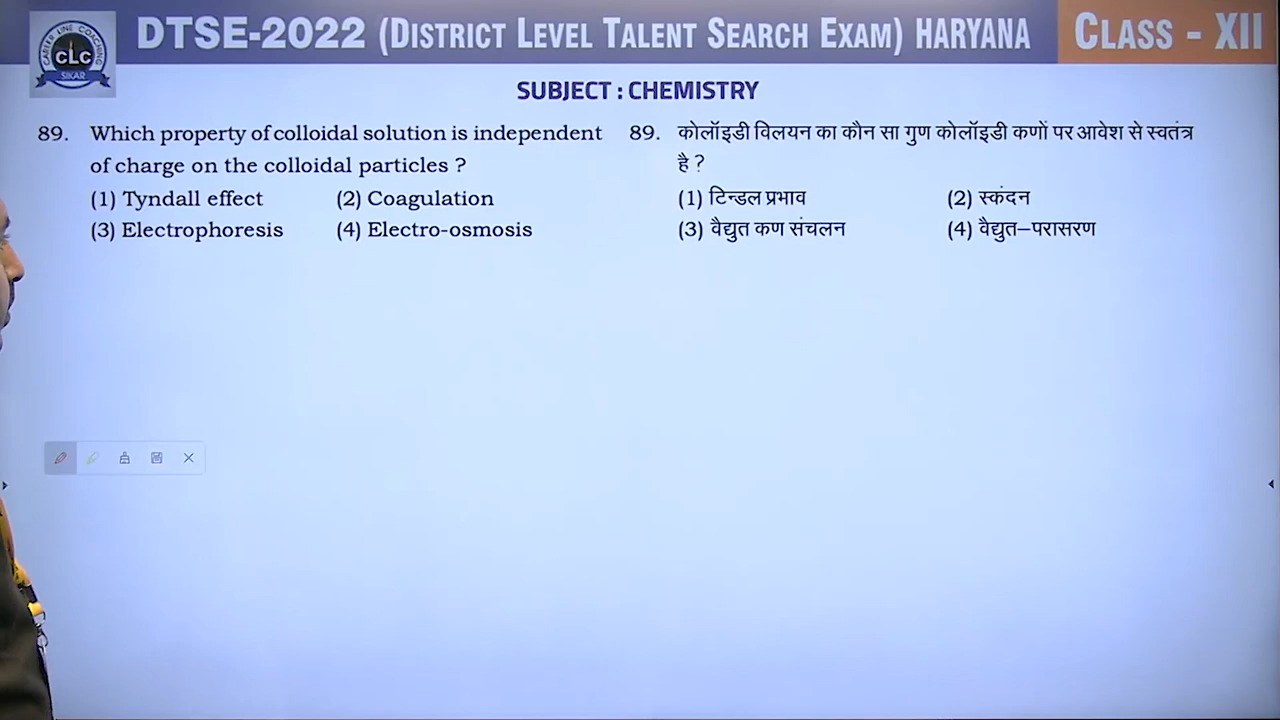 CAREER LINE COACHING
CLC
SIKAR
DTSE-2022 (DISTRICT LEVEL TALENT SEARCH EXAM) HARYANA
CLASS - XII
SUBJECT : CHEMISTRY
89. Which property of colloidal solution is independent
of charge on the colloidal particles ?
(1) Tyndall effect (2) Coagulation
(3) Electrophoresis (4) Electro-osmosis
89. कोलॉइडी विलयन का कौन सा गुण कोलॉइडी कणों पर आवेश से स्वतंत्र
है ?
(1) टिन्डल प्रभाव (2) स्कंदन
(3) वैद्युत कण संचलन (4) वैद्युत–परासरण